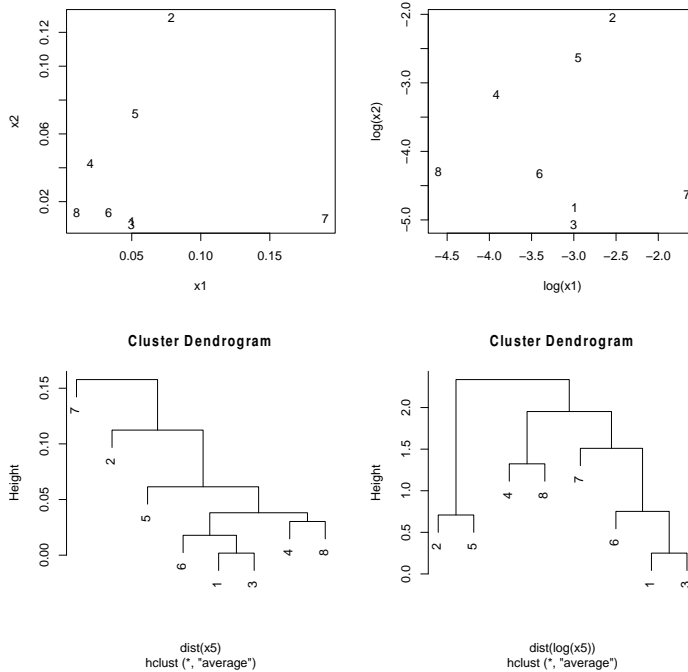 2
5
4
8 6 1
3
7
0.02 0.06 0.12
0.05 0.10 0.15
x2
x1
2
5
4
8
6
7
1
3
−5.0 −4.0 −3.0 −2.0
−4.5 −4.0 −3.5 −3.0 −2.5 −2.0
log(x2)
log(x1)
Cluster Dendrogram
Height
0.00 0.05 0.10 0.15
7
2
5
6
1
3
4
8
dist(x5)
hclust (*, "average")
Cluster Dendrogram
Height
0.0 0.5 1.0 1.5 2.0
2
5
4
8
7
6
1
3
dist(log(x5))
hclust (*, "average")